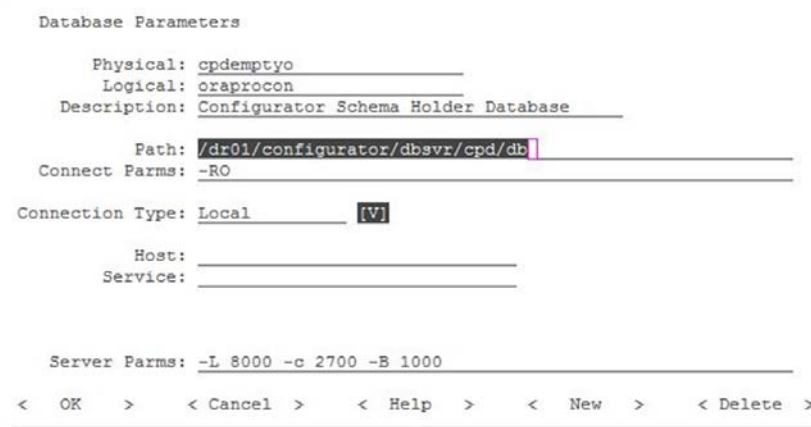 Database Parameters
Physical: cpdemptyo
Logical: oraprocon
Description: Configurator Schema Holder Database
Path: /dr01/configurator/dbsvr/cpd/db
Connect Parms: -RO
Connection Type: Local [V]
Host:
Service:
Server Parms: -L 8000 -c 2700 -B 1000
< OK > < Cancel > < Help > < New > < Delete >